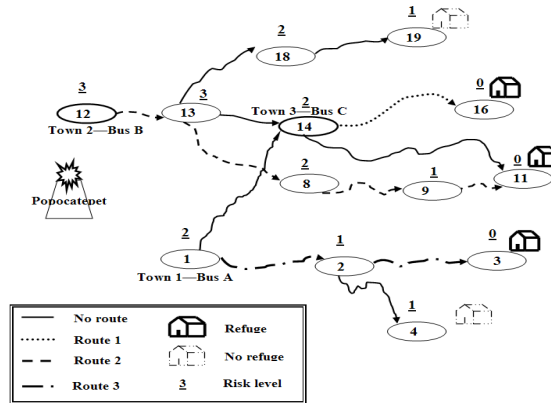 1
2
19
18
3
3
2
0
12
13
Town 3—Bus C
16
Town 2—Bus B
14
2
0
1
8
9
11
Popocatepet
2
1
0
1
2
3
Town 1—Bus A
1
4
No route
Refuge
Route 1
No refuge
Route 2
Route 3
3
Risk level